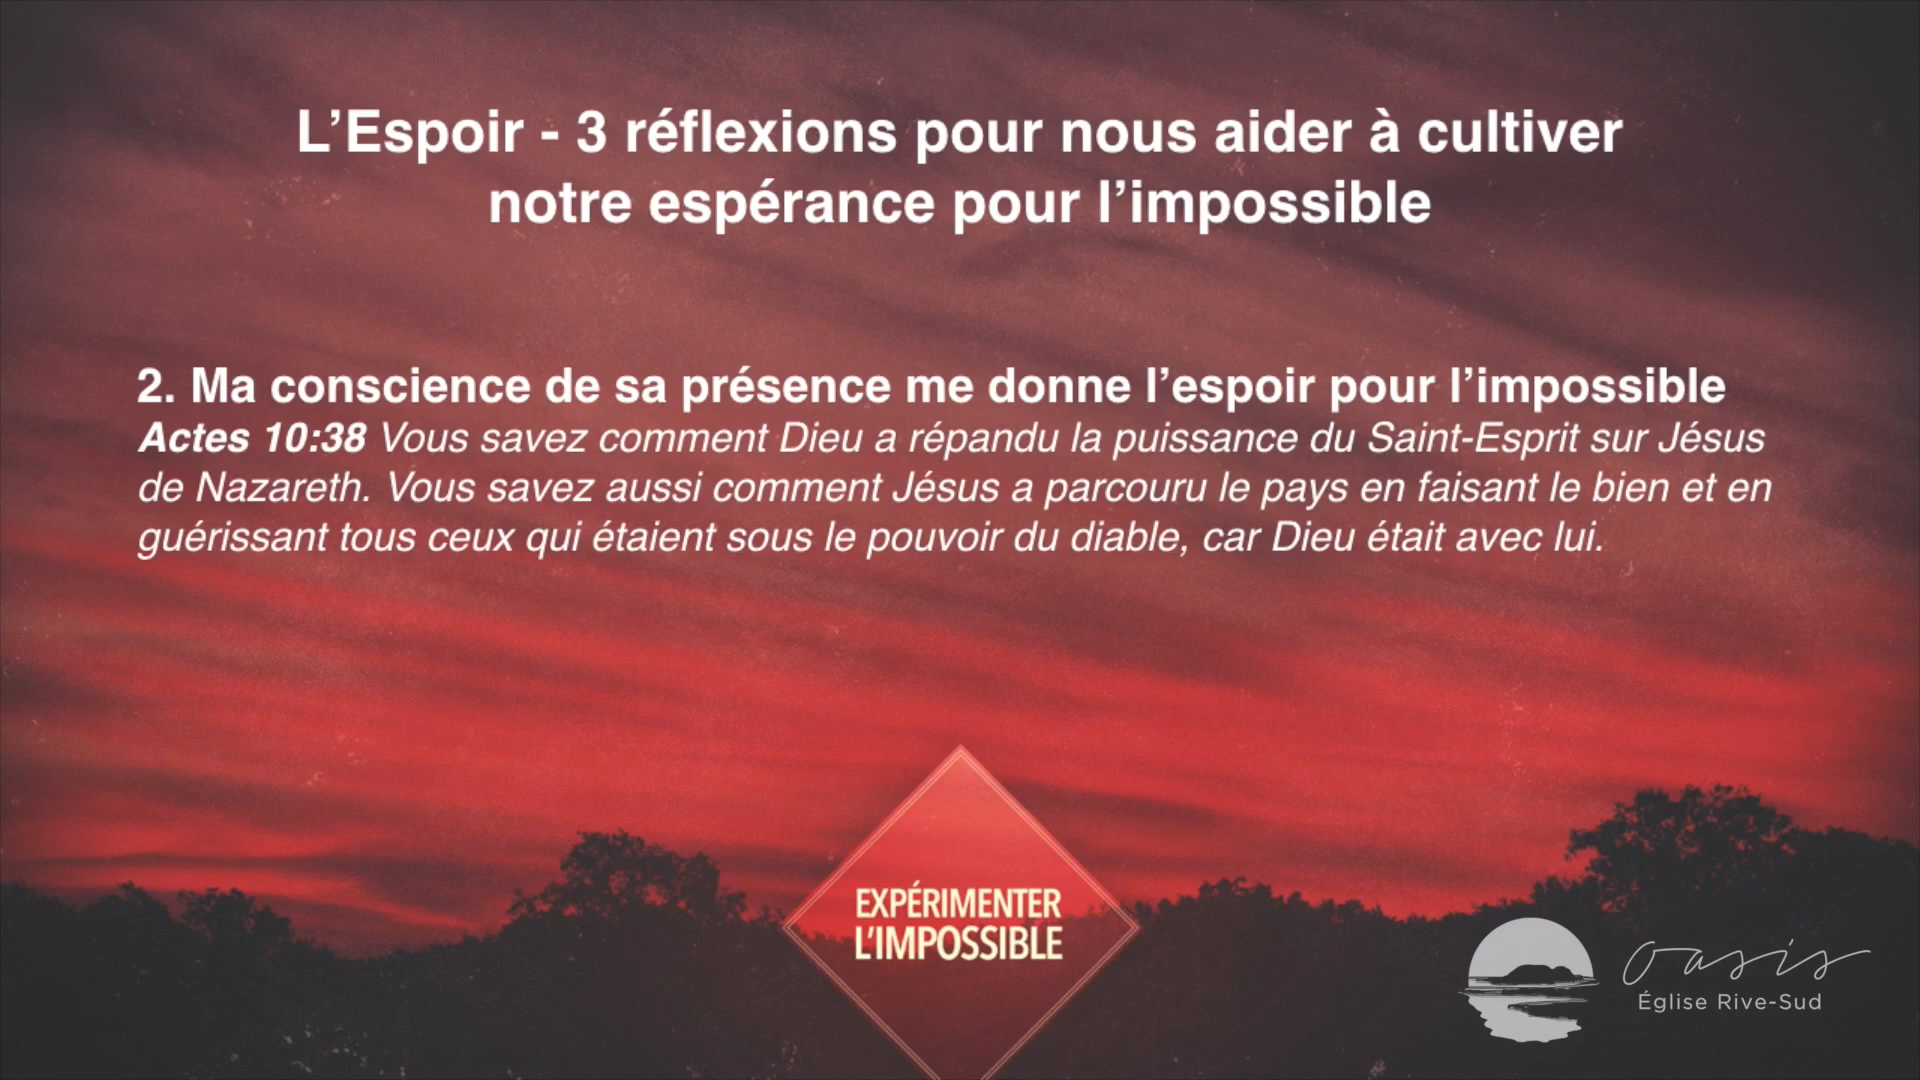 L’Espoir - 3 réflexions pour nous aider à cultiver
notre espérance pour l’impossible
2. Ma conscience de sa présence me donne l’espoir pour l’impossible
Actes 10:38 Vous savez comment Dieu a répandu la puissance du Saint-Esprit sur Jésus
de Nazareth. Vous savez aussi comment Jésus a parcouru le pays en faisant le bien et en
guérissant tous ceux qui étaient sous le pouvoir du diable, car Dieu était avec lui.
EXPÉRIMENTER
L’IMPOSSIBLE
oasis
Église Rive-Sud